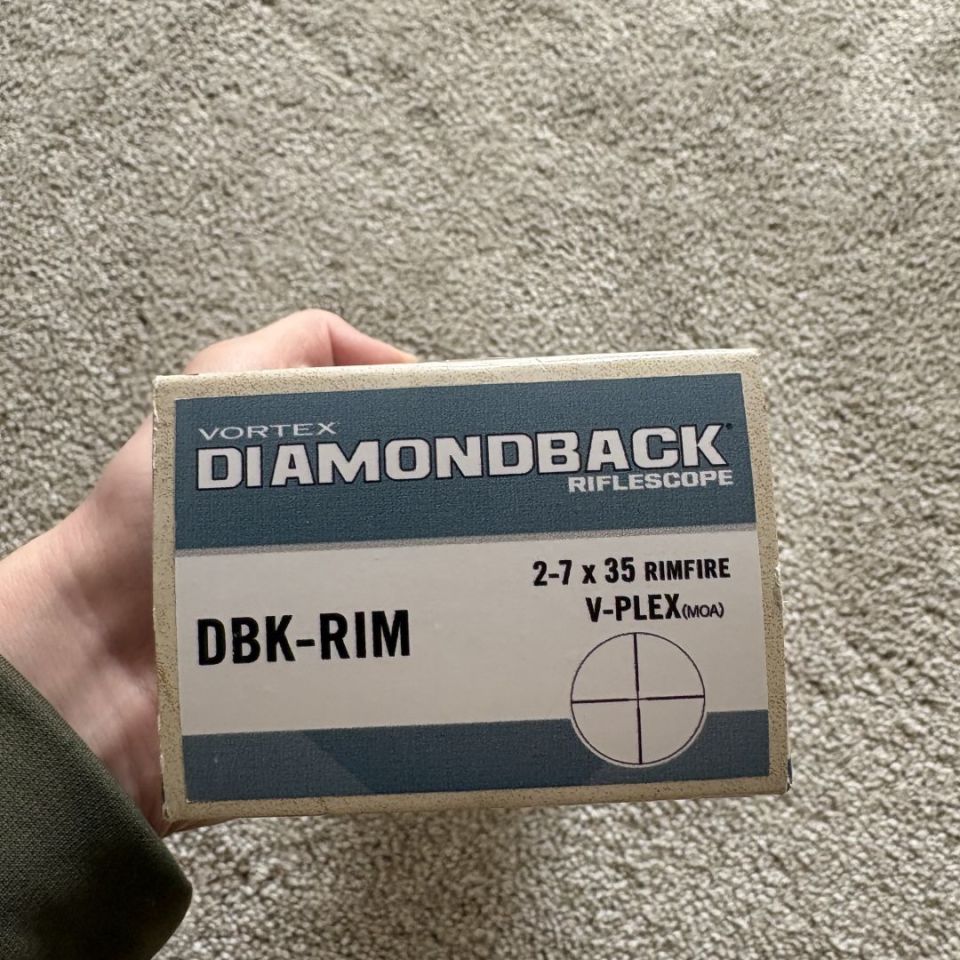 VORTEX
DIAMONDBACK®
RIFLESCOPE
2-7 x 35 RIMFIRE
V-PLEX(MOA)
DBK-RIM